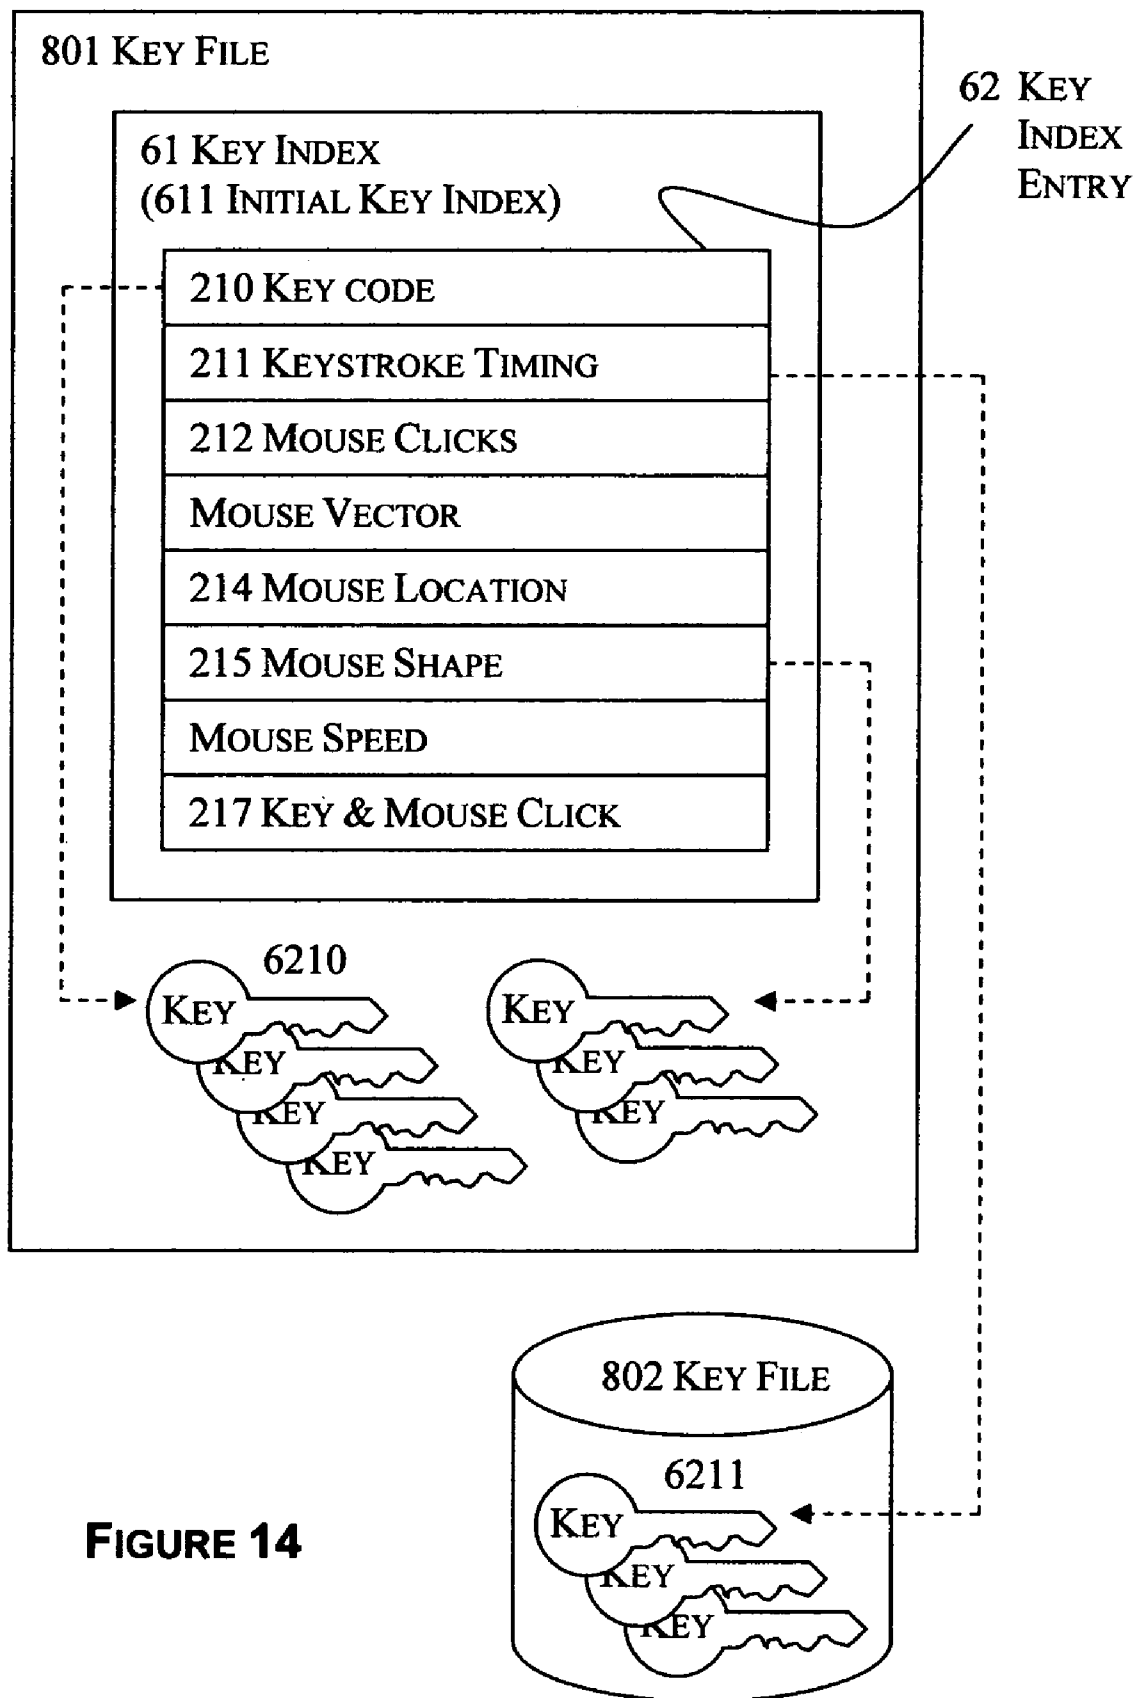 801 KEY FILE
62 KEY
INDEX
ENTRY
61 KEY INDEX
(611 INITIAL KEY INDEX)
210 KEY CODE
211 KEYSTROKE TIMING
212 MOUSE CLICKS
MOUSE VECTOR
214 MOUSE LOCATION
215 MOUSE SHAPE
MOUSE SPEED
217 KEY & MOUSE CLICK
6210
KEY
KEY
KEY
KEY
KEY
KEY
KEY
802 KEY FILE
6211
KEY
KEY
KEY
FIGURE 14